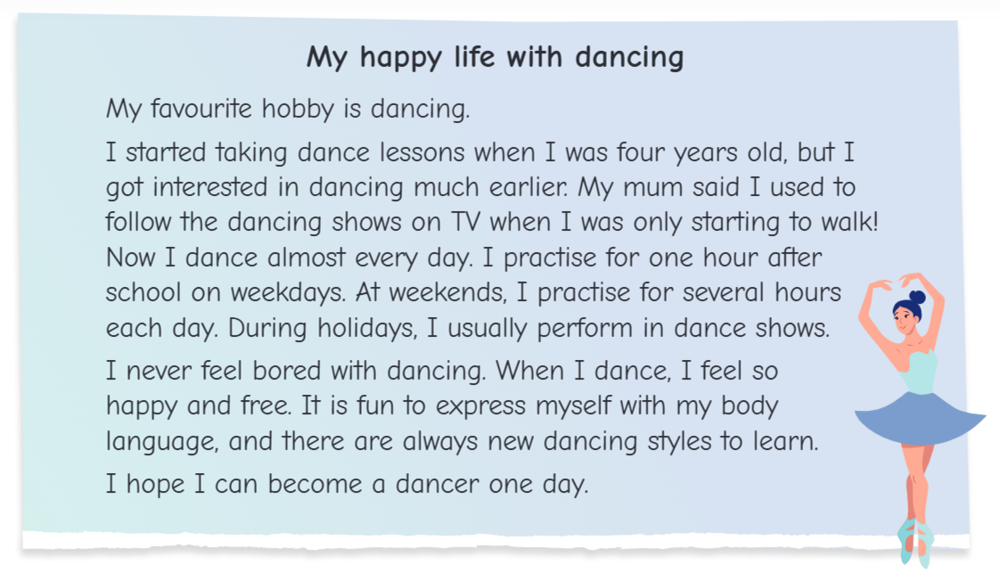 My happy life with dancing
My favourite hobby is dancing.
I started taking dance lessons when I was four years old, but I
got interested in dancing much earlier. My mum said I used to
follow the dancing shows on TV when I was only starting to walk!
Now I dance almost every day. I practise for one hour after
school on weekdays. At weekends, I practise for several hours
each day. During holidays, I usually perform in dance shows.
I never feel bored with dancing. When I dance, I feel so
happy and free. It is fun to express myself with my body
language, and there are always new dancing styles to learn.
I hope I can become a dancer one day.